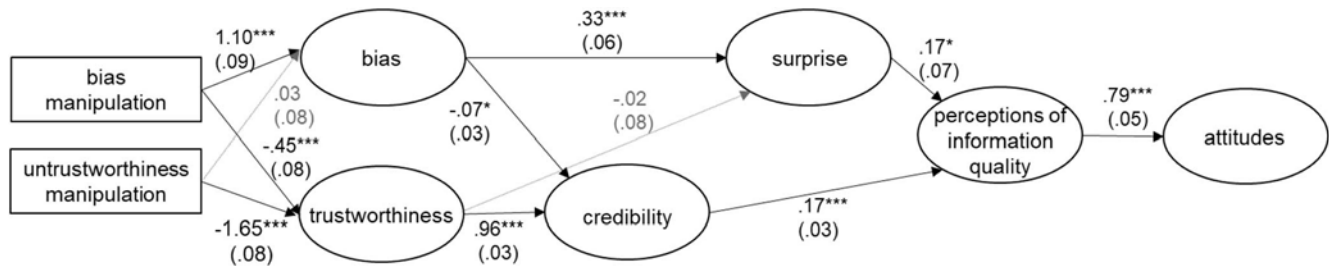 bias
manipulation
untrustworthiness
manipulation
1.10***
(.09)
.03
(.08)
-.45***
(.08)
-1.65***
(.08)
bias
trustworthiness
.33***
(.06)
-.07*
(.03)
-.02
(.08)
.96***
(.03)
surprise
credibility
.17*
(.07)
.17***
(.03)
perceptions of
information
quality
.79***
(.05)
attitudes